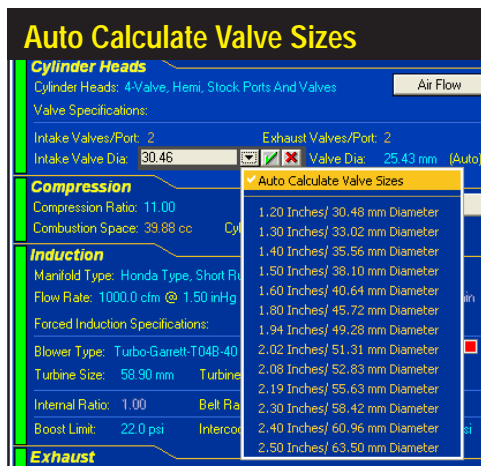 Auto Calculate Valve Sizes
Cylinder Heads
Cylinder Heads: 4-Valve, Hemi, Stock Ports And Valves Air Flow
Valve Specifications:
Intake Valves/Port: 2 Exhaust Valves/Port: 2
Intake Valve Dia: 30.46 Valve Dia: 25.43 mm (Auto)
Auto Calculate Valve Sizes
1.20 Inches/ 30.48 mm Diameter
1.30 Inches/ 33.02 mm Diameter
1.40 Inches/ 35.56 mm Diameter
1.50 Inches/ 38.10 mm Diameter
1.60 Inches/ 40.64 mm Diameter
1.80 Inches/ 45.72 mm Diameter
1.94 Inches/ 49.28 mm Diameter
2.02 Inches/ 51.31 mm Diameter
2.08 Inches/ 52.83 mm Diameter
2.19 Inches/ 55.63 mm Diameter
2.30 Inches/ 58.42 mm Diameter
2.40 Inches/ 60.96 mm Diameter
2.50 Inches/ 63.50 mm Diameter
Compression
Compression Ratio: 11.00
Combustion Space: 39.88 cc Cyl
Induction
Manifold Type: Honda Type, Short Ru
Flow Rate: 1000.0 cfm @ 1.50 inHg
Forced Induction Specifications:
Blower Type: Turbo-Garrett-T04B-40
Turbine Size: 58.90 mm Turbine
Internal Ratio: 1.00 Belt Ra
Boost Limit: 22.0 psi Intercoo si
Exhaust